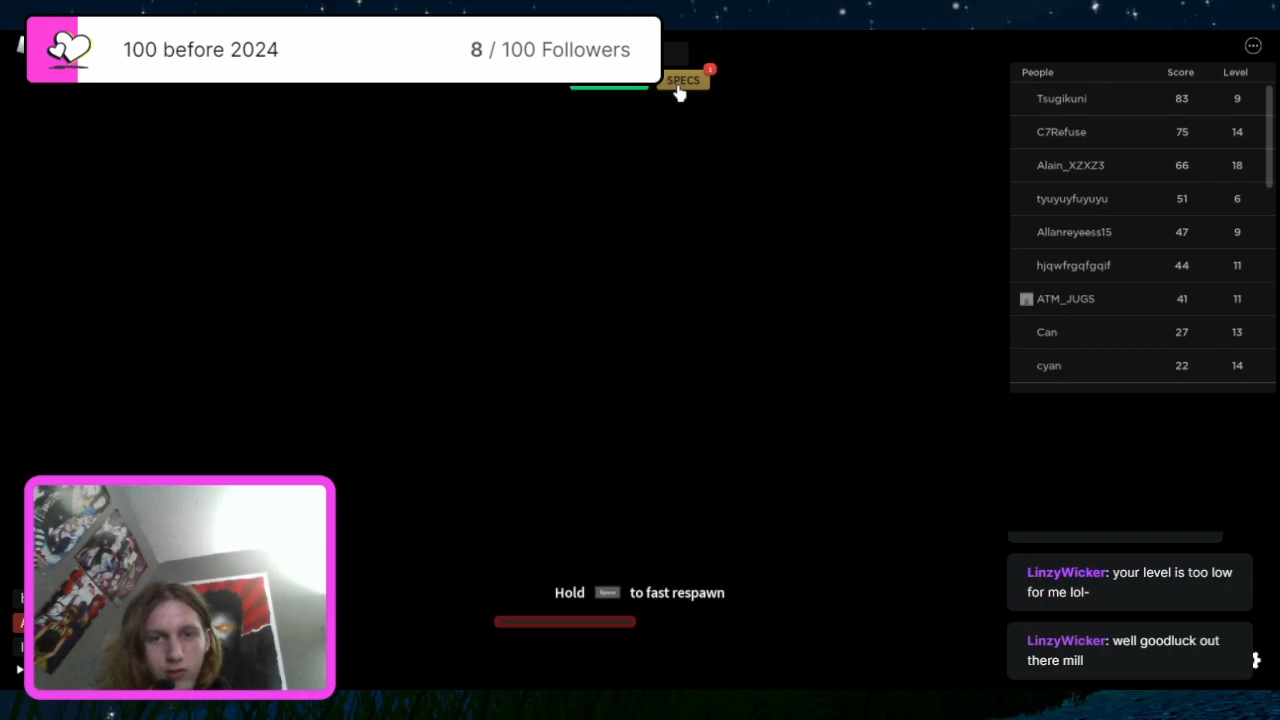 100 before 2024 8 / 100 Followers
SPECS 1
People Score Level
Tsugikuni 83 9
C7Refuse 75 14
Alain_XZXZ3 66 18
tyuyuyfuyuyu 51 6
Allanreyeess15 47 9
hjqwfrgqfgqif 44 11
ATM_JUGS 41 11
Can 27 13
cyan 22 14
Hold Space to fast respawn
LinzyWicker: your level is too low
for me lol-
LinzyWicker: well goodluck out
there mill